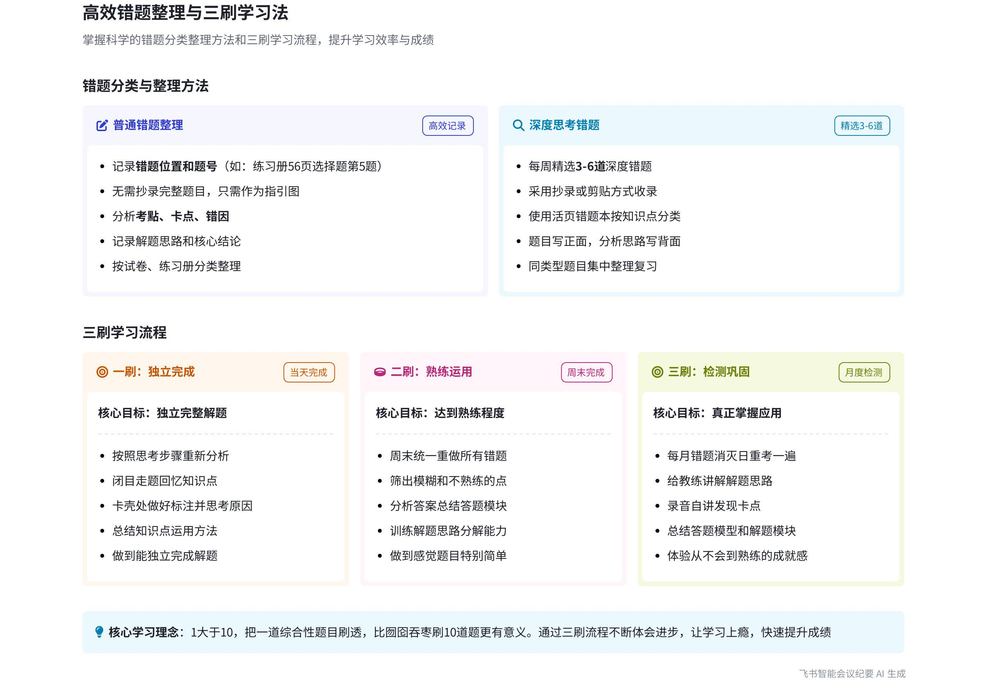 高效错题整理与三刷学习法
掌握科学的错题分类整理方法和三刷学习流程，提升学习效率与成绩
错题分类与整理方法
普通错题整理
高效记录
记录错题位置和题号（如：练习册56页选择题第5题）
无需抄录完整题目，只需作为指引图
分析考點、卡点、错因
记录解题思路和核心结论
按试卷、练习册分类整理
深度思考错题
精选3-6道
每周精选3-6道深度错题
采用抄录或剪贴方式收录
使用活页错题本按知识点分类
题目写正面，分析思路写背面
同类型题目集中整理复习
三刷学习流程
一刷：独立完成
当天完成
核心目标：独立完整解题
按照思考步骤重新分析
闭目走题回忆知识点
卡壳处做好标注并思考原因
总结知识点运用方法
做到能独立完成解题
二刷：熟练运用
周末完成
核心目标：达到熟练程度
周末统一重做所有错题
筛出模糊和不熟练的点
分析答案总结答题模块
训练解题思路分解能力
做到感觉题目特别简单
三刷：检测巩固
月度检测
核心目标：真正掌握应用
每月错题消灭日重考一遍
给教练讲解解题思路
录音自讲发现卡点
总结答题模型和解题模块
体验从不会到熟练的成就感
核心学习理念：1大于10，把一道综合性题目刷透，比囫囵吞枣刷10道题更有意义。通过三刷流程不断体会进步，让学习上瘾，快速提升成绩
飞书智能会议纪要 AI 生成